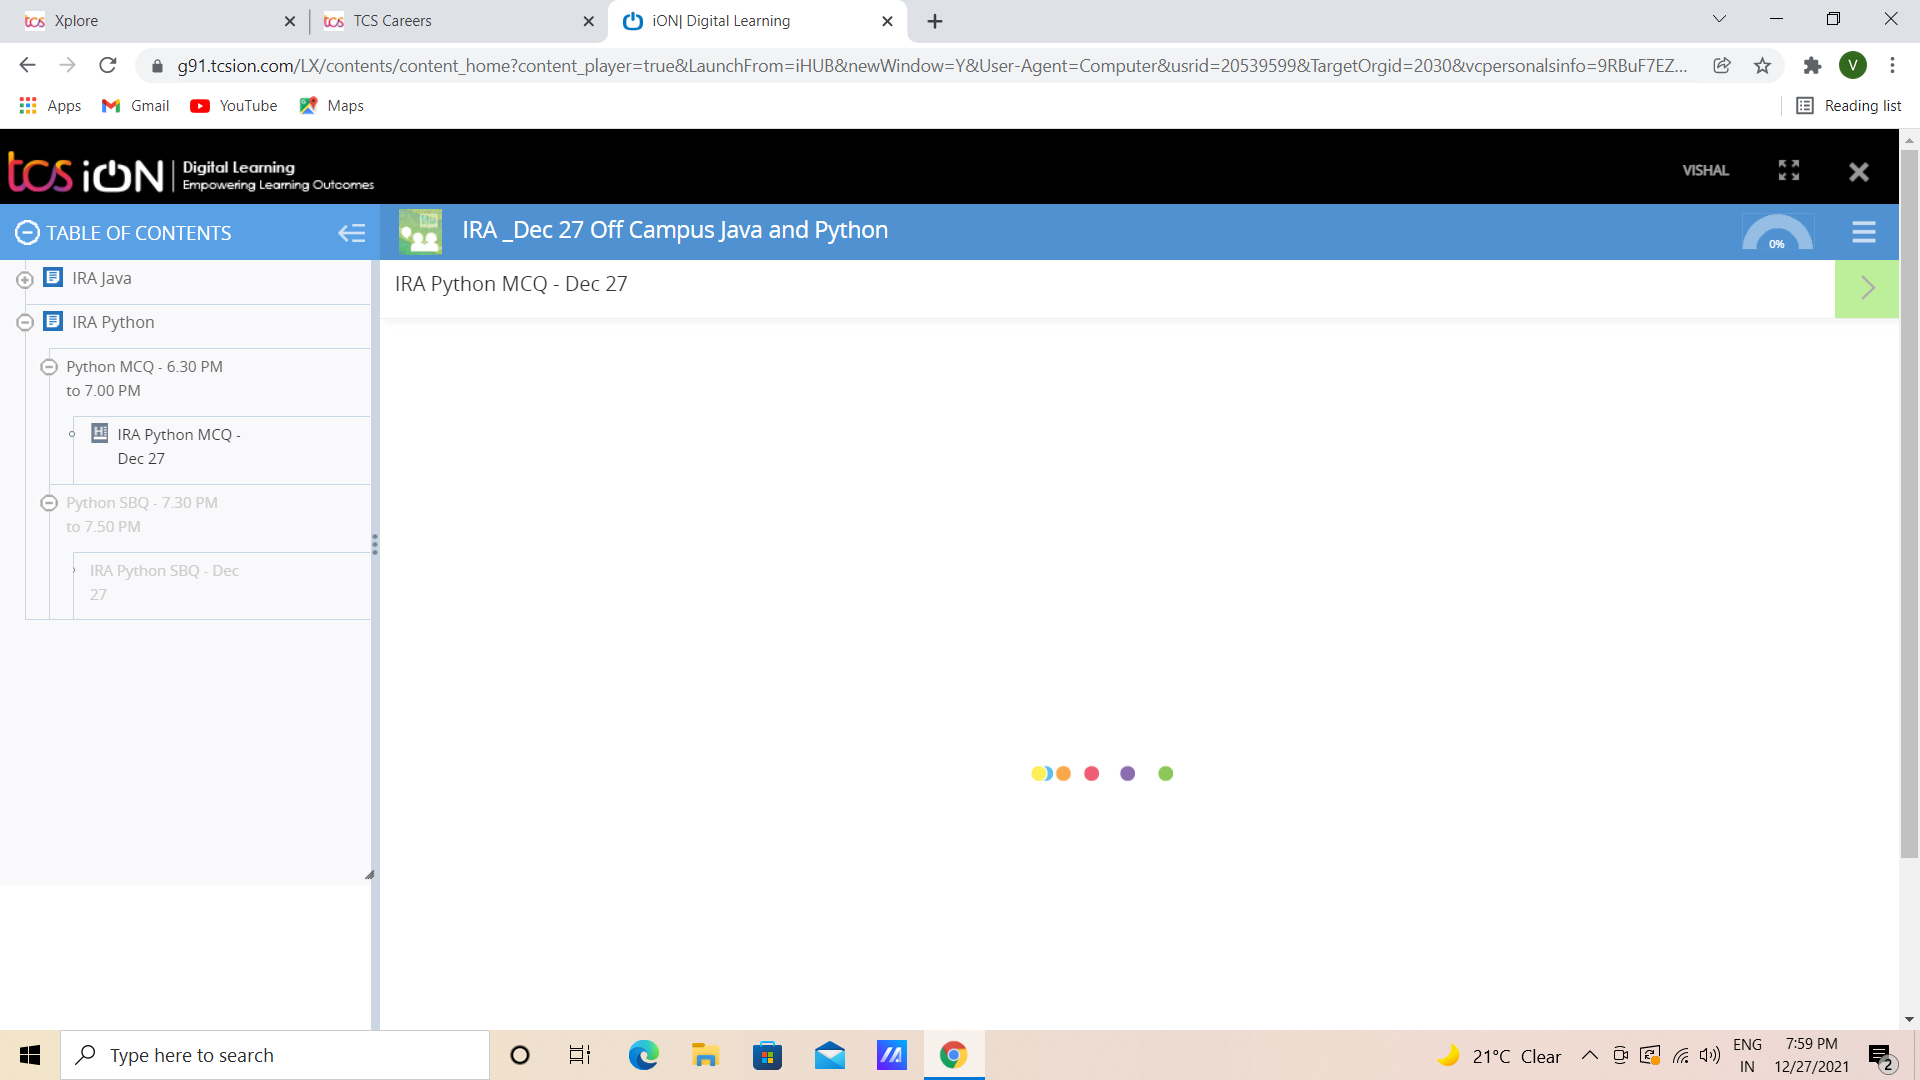 tcs Xplore
tcs TCS Careers
iON| Digital Learning
g91.tcsion.com/LX/contents/content_home?content_player=true&LaunchFrom=iHUB&newWindow=Y&User-Agent=Computer&usrid=20539599&TargetOrgid=2030&vcpersonalsinfo=9RBuF7EZ...
V
Apps
Gmail
YouTube
Maps
Reading list
tcs iON
Digital Learning
Empowering Learning Outcomes
VISHAL
TABLE OF CONTENTS
IRA _Dec 27 Off Campus Java and Python
0%
IRA Java
IRA Python
Python MCQ - 6.30 PM
to 7.00 PM
IRA Python MCQ -
Dec 27
Python SBQ - 7.30 PM
to 7.50 PM
IRA Python SBQ - Dec
27
IRA Python MCQ - Dec 27
Type here to search
21°C Clear
ENG
IN
7:59 PM
12/27/2021
2